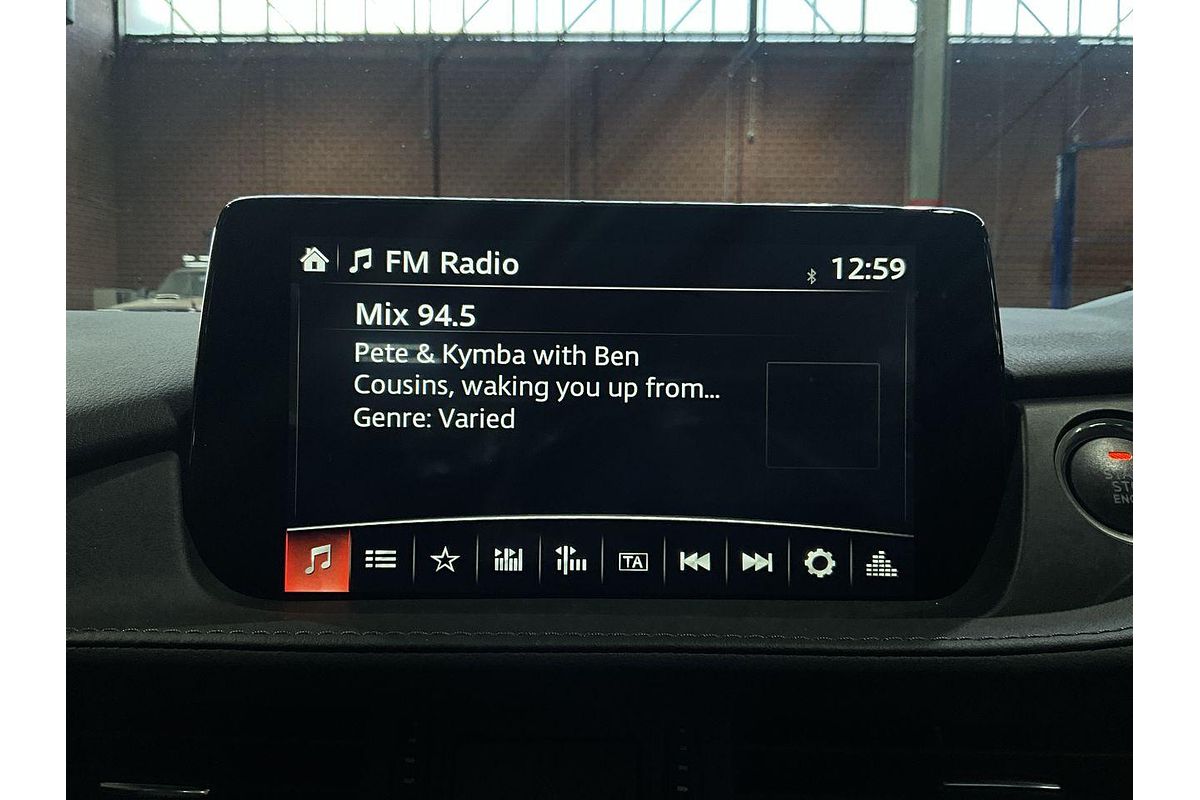 FM Radio
12:59
Mix 94.5
Pete & Kymba with Ben
Cousins, waking you up from...
Genre: Varied
TA